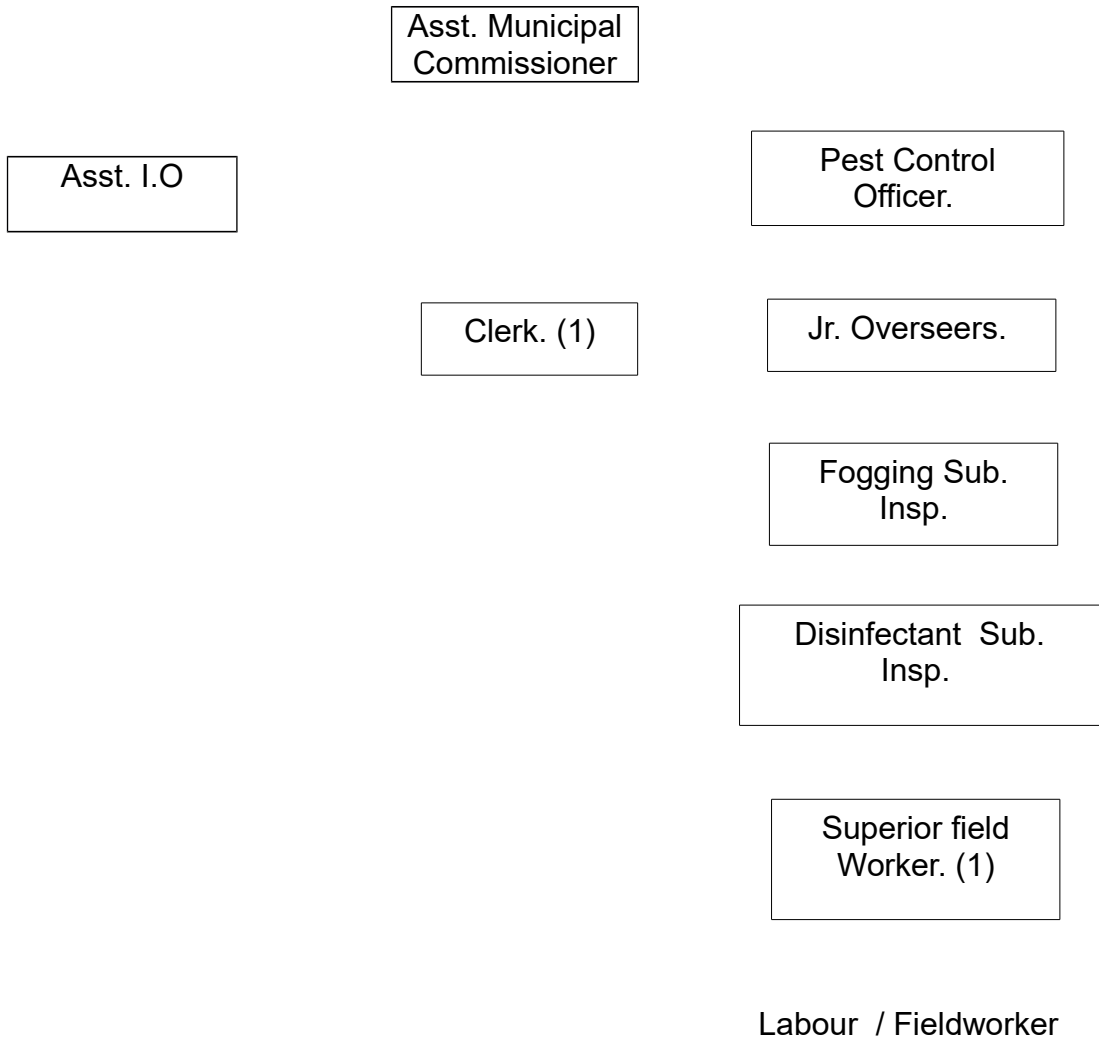 Asst. Municipal
Commissioner
Asst. I.O
Pest Control
Officer.
Clerk. (1)
Jr. Overseers.
Fogging Sub.
Insp.
Disinfectant  Sub.
Insp.
Superior field
Worker. (1)
Labour  / Fieldworker